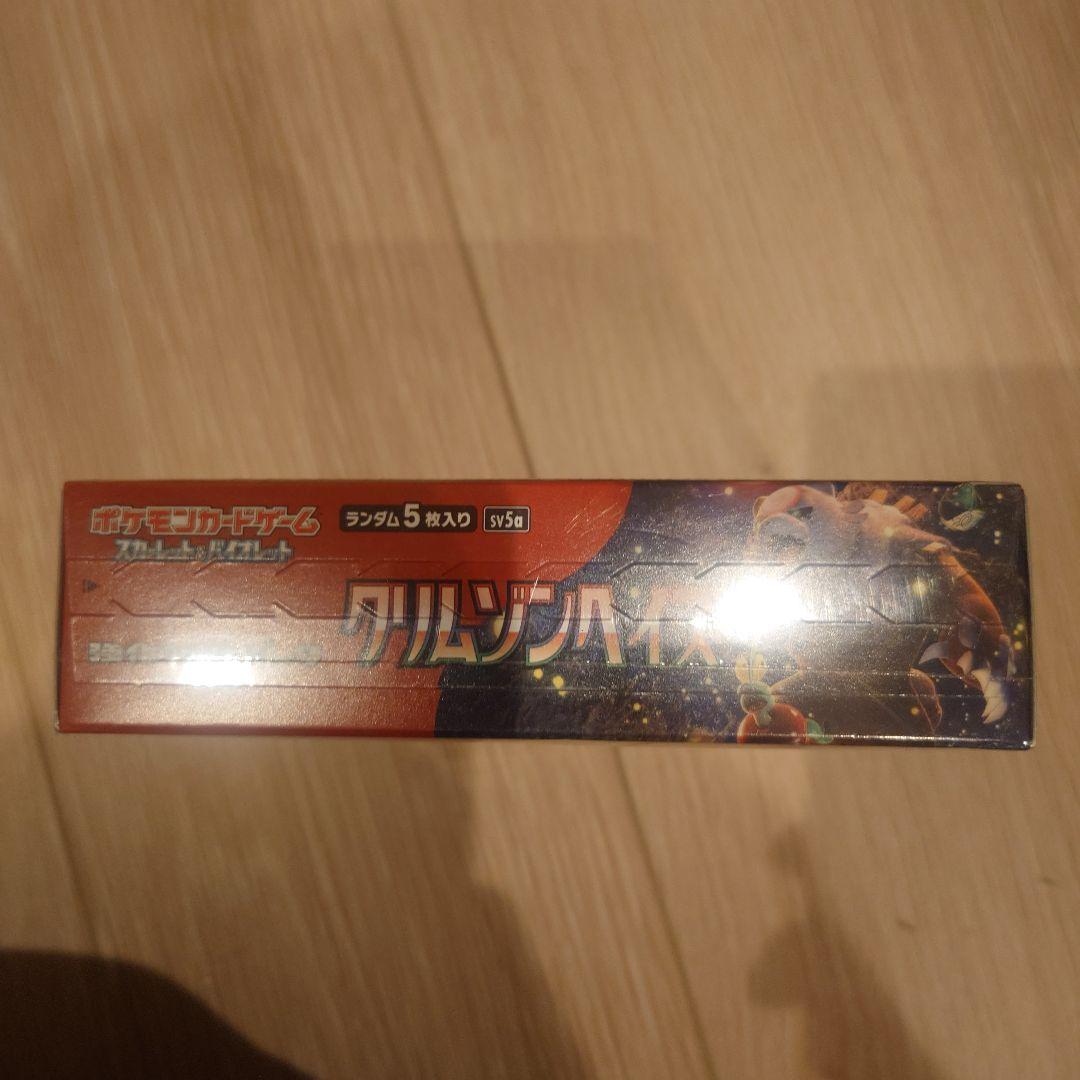 ポケモンカードゲーム
スカーレット&バイオレット
ランダム5枚入り
sv5a
クリムゾンヘイズ